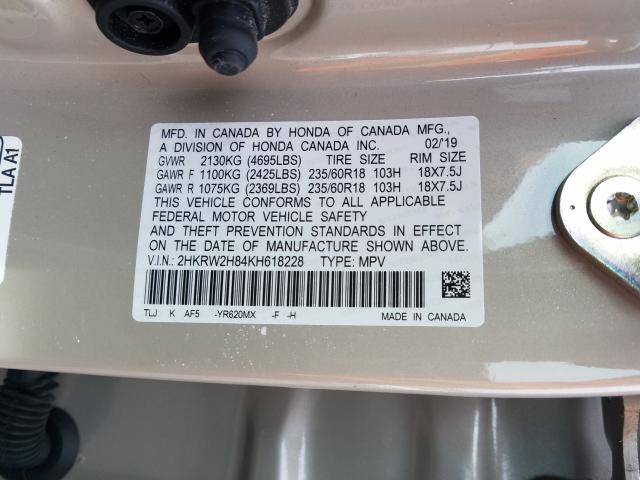 MFD. IN CANADA BY HONDA OF CANADA MFG.,
A DIVISION OF HONDA CANADA INC. 02/19
GVWR 2130KG (4695LBS) TIRE SIZE RIM SIZE
GAWR F 1100KG (2425LBS) 235/60R18 103H 18X7.5J
GAWR R 1075KG (2369LBS) 235/60R18 103H 18X7.5J
THIS VEHICLE CONFORMS TO ALL APPLICABLE
FEDERAL MOTOR VEHICLE SAFETY
AND THEFT PREVENTION STANDARDS IN EFFECT
ON THE DATE OF MANUFACTURE SHOWN ABOVE.
V.I.N.: 2HKRW2H84KH618228 TYPE: MPV
TLJ K AF5 -YR620MX -F -H MADE IN CANADA
TLA A1